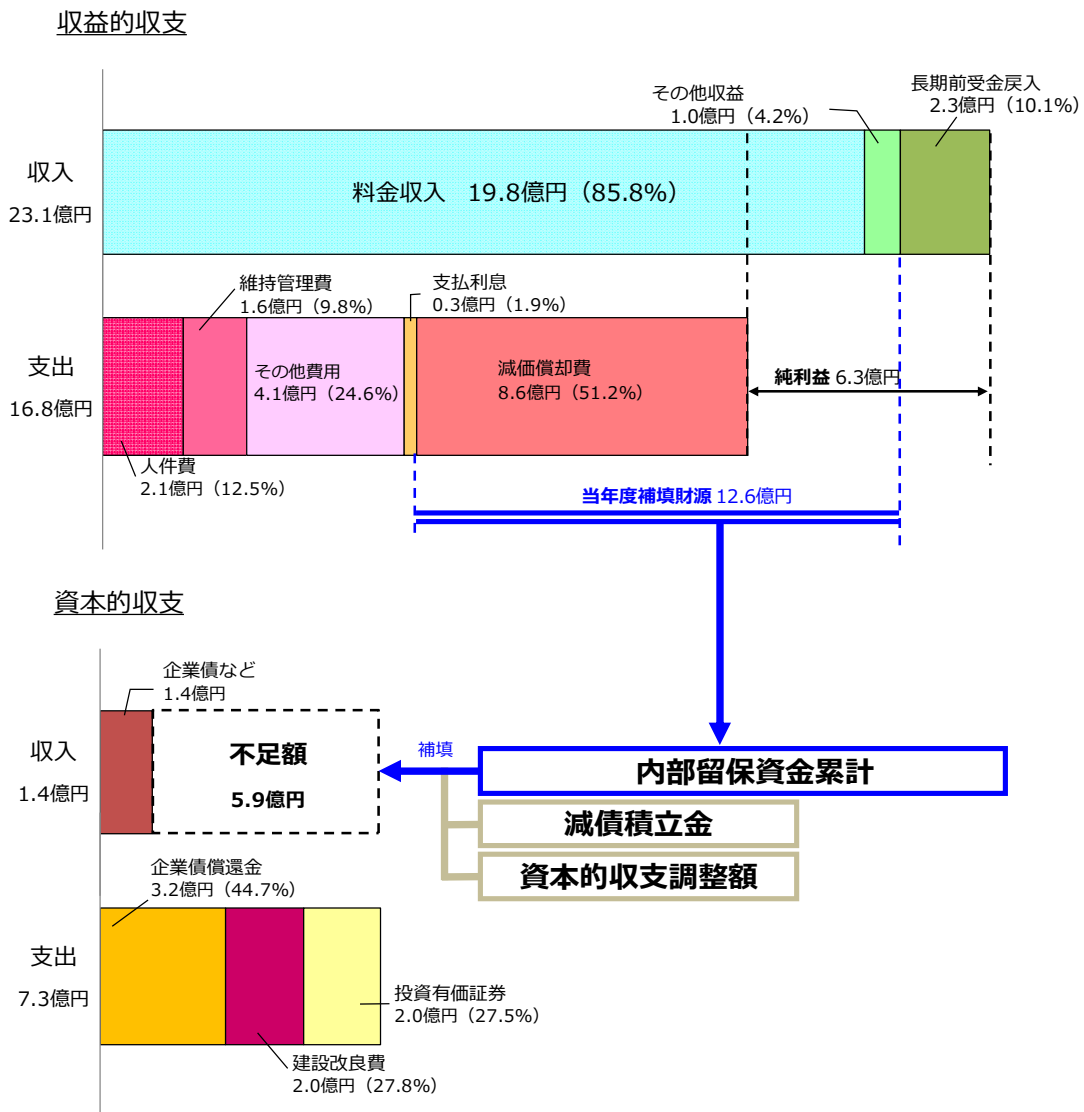 収益的収支
その他収益
1.0億円（4.2%）
長期前受金戻入
2.3億円（10.1%）
収入
23.1億円
料金収入　19.8億円（85.8%）
維持管理費
1.6億円（9.8%）
支払利息
0.3億円（1.9%）
支出
16.8億円
その他費用
4.1億円（24.6%）
減価償却費
8.6億円（51.2%）
純利益 6.3億円
人件費
2.1億円（12.5%）
当年度補填財源 12.6億円
資本的収支
企業債など
1.4億円
収入
1.4億円
不足額
5.9億円
補填
内部留保資金累計
減債積立金
資本的収支調整額
企業債償還金
3.2億円（44.7%）
支出
7.3億円
投資有価証券
2.0億円（27.5%）
建設改良費
2.0億円（27.8%）